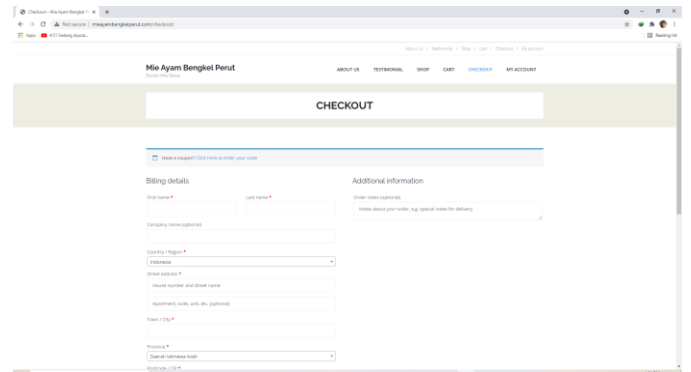 Checkout – Mie Ayam Bengkel P
Not secure | mieayambengkelperut.com/checkout/
Apps
Reading list
About Us / Testimonial / Shop / Cart / Checkout / My account
Mie Ayam Bengkel Perut
ABOUT US TESTIMONIAL SHOP CART CHECKOUT MY ACCOUNT
CHECKOUT
Have a coupon? Click here to enter your code
Billing details
Additional information
First name *
Last name *
Order notes (optional)
Notes about your order, e.g. special notes for delivery.
Company name (optional)
Country / Region *
Indonesia
Street address *
House number and street name
Apartment, suite, unit, etc. (optional)
Town / City *
Province *
Daerah Istimewa Aceh
Postcode / ZIP *